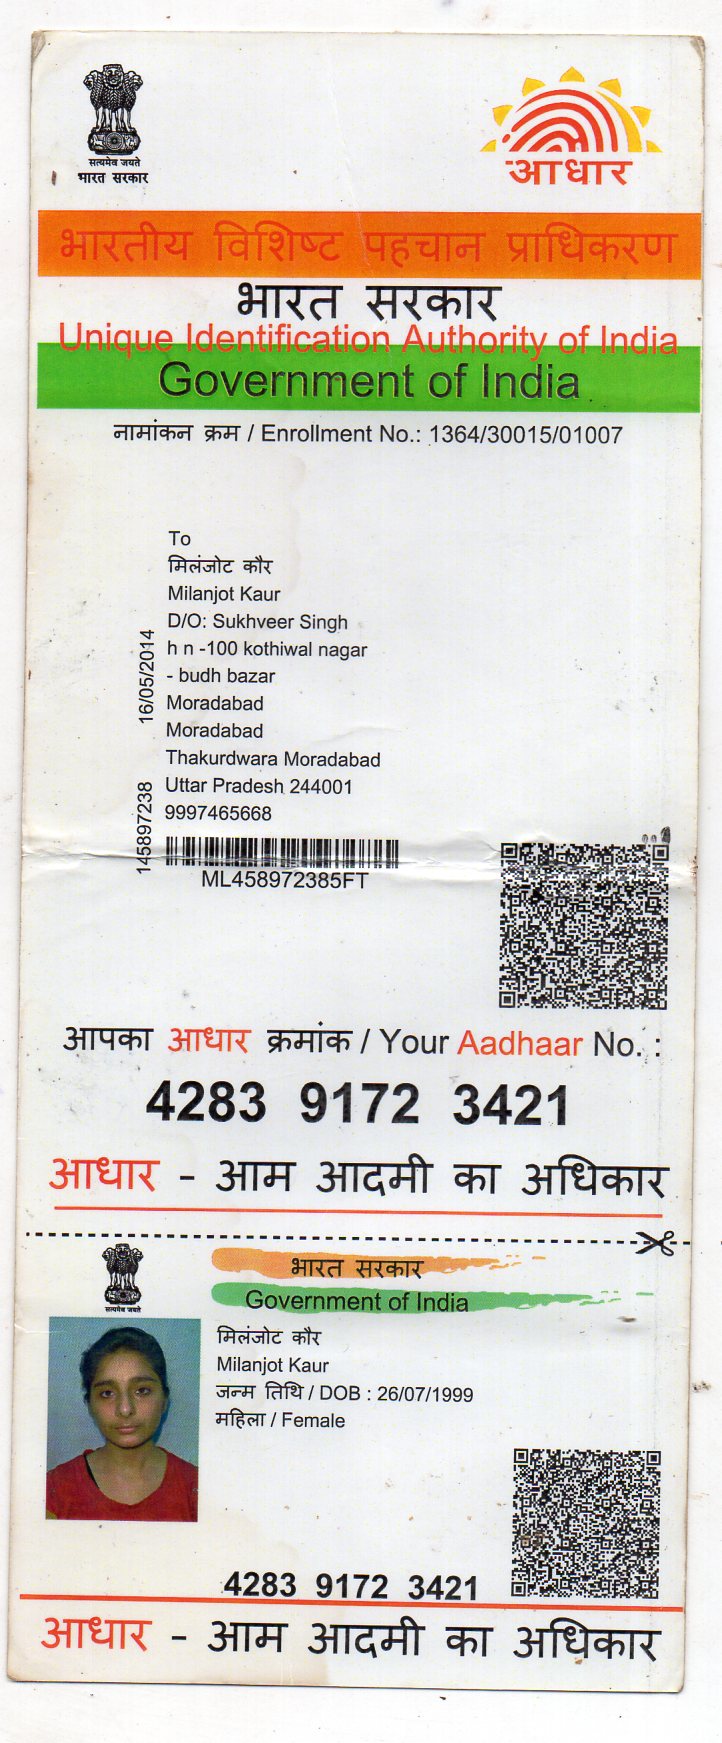 सत्यमेव जयते
भारत सरकार
आधार
भारतीय विशिष्ट पहचान प्राधिकरण
भारत सरकार
Unique Identification Authority of India
Government of India
नामांकन क्रम / Enrollment No.: 1364/30015/01007
To
मिलंजोट कौर
Milanjot Kaur
D/O: Sukhveer Singh
h n -100 kothiwal nagar
- budh bazar
Moradabad
Moradabad
Thakurdwara Moradabad
Uttar Pradesh 244001
9997465668
16/05/2014
145897238
ML458972385FT
आपका आधार क्रमांक / Your Aadhaar No. :
4283 9172 3421
आधार - आम आदमी का अधिकार
सत्यमेव जयते
भारत सरकार
Government of India
मिलंजोट कौर
Milanjot Kaur
जन्म तिथि / DOB : 26/07/1999
महिला / Female
4283 9172 3421
आधार - आम आदमी का अधिकार